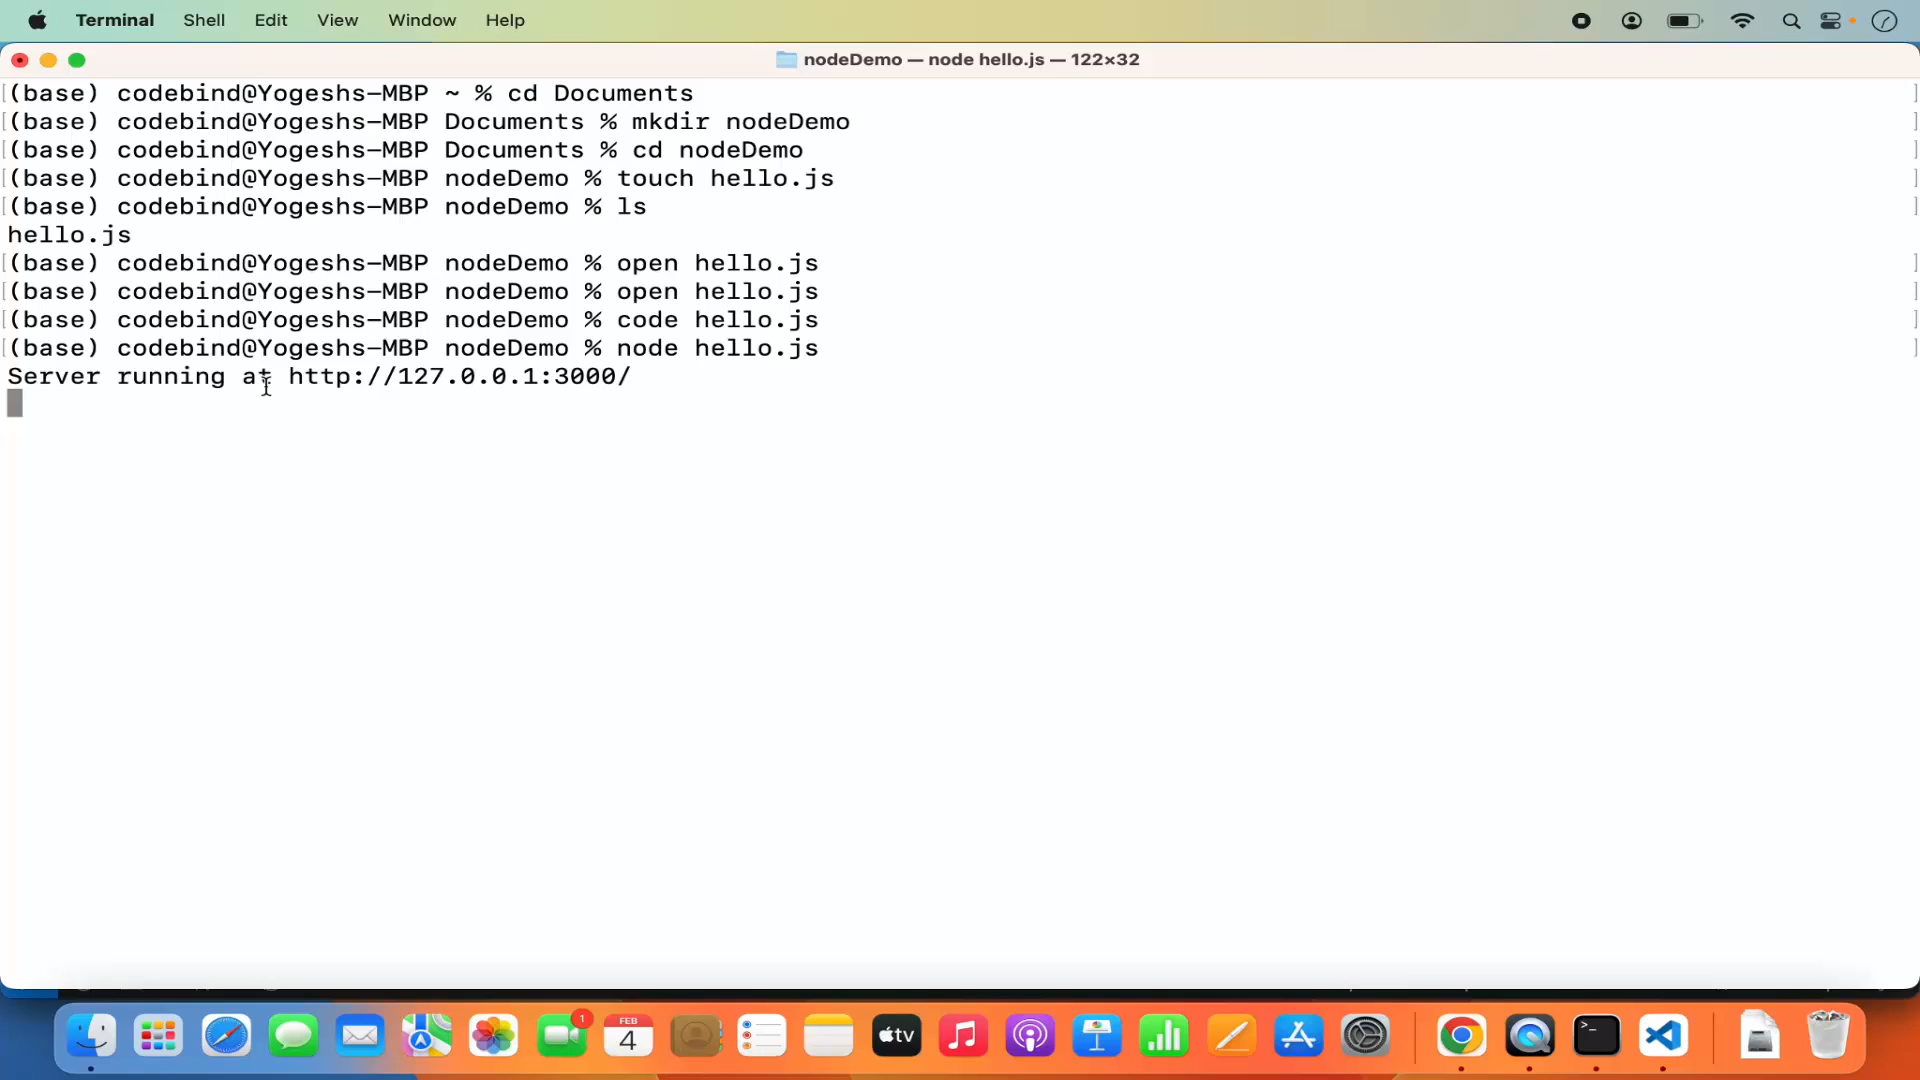 Terminal Shell Edit View Window Help
nodeDemo — node hello.js — 122×32
(base) codebind@Yogeshs-MBP ~ % cd Documents
(base) codebind@Yogeshs-MBP Documents % mkdir nodeDemo
(base) codebind@Yogeshs-MBP Documents % cd nodeDemo
(base) codebind@Yogeshs-MBP nodeDemo % touch hello.js
(base) codebind@Yogeshs-MBP nodeDemo % ls
hello.js
(base) codebind@Yogeshs-MBP nodeDemo % open hello.js
(base) codebind@Yogeshs-MBP nodeDemo % open hello.js
(base) codebind@Yogeshs-MBP nodeDemo % code hello.js
(base) codebind@Yogeshs-MBP nodeDemo % node hello.js
Server running at http://127.0.0.1:3000/
1
FEB
4
tv
>_